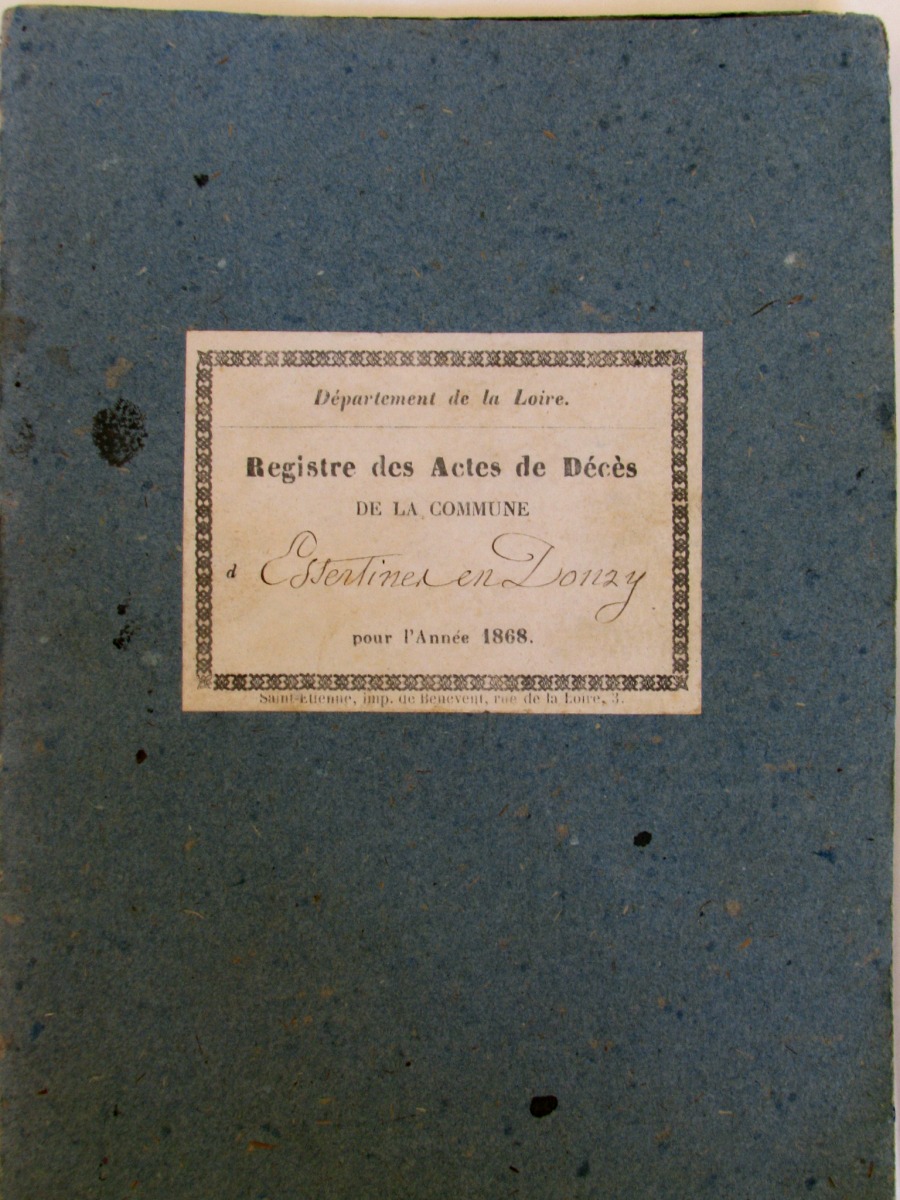 Département de la Loire.
Registre des Actes de Décès
DE LA COMMUNE
d Essertines en Donzy
pour l'Année 1868.
Saint-Etienne, imp. de Benevent, rue de la Loire, 3.